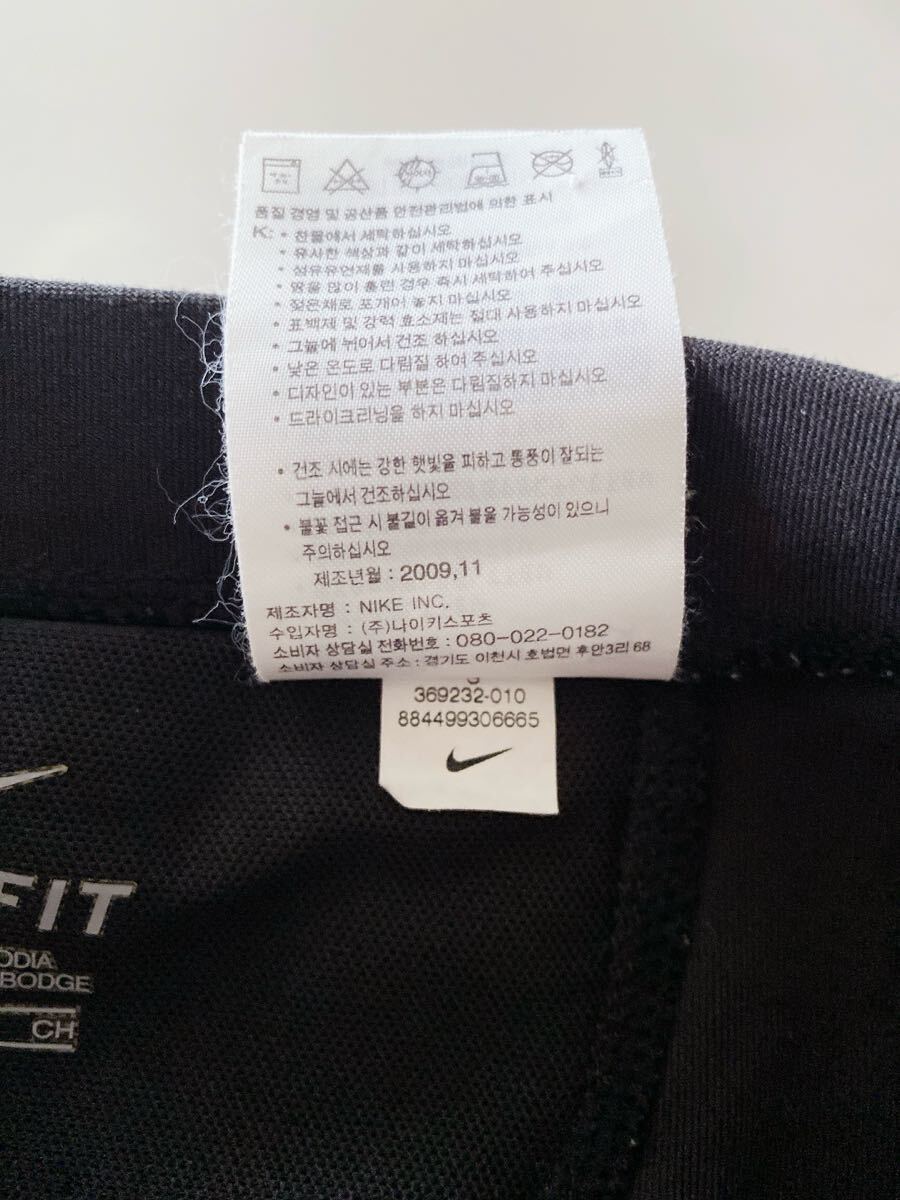 품질 경영 및 공산품 안전관리법에 의한 표시
K: • 찬물에서 세탁하십시오
• 유사한 색상과 같이 세탁하십시오
• 섬유유연제를 사용하지 마십시오
• 땀을 많이 흘린 경우 즉시 세탁하여 주십시오
• 젖은채로 포개어 놓지 마십시오
• 표백제 및 강력 효소제는 절대 사용하지 마십시오
• 그늘에 뉘어서 건조 하십시오
• 낮은 온도로 다림질 하여 주십시오
• 디자인이 있는 부분은 다림질하지 마십시오
• 드라이크리닝을 하지 마십시오
• 건조 시에는 강한 햇빛을 피하고 통풍이 잘되는
그늘에서 건조하십시오
• 불꽃 접근 시 불길이 옮겨 붙을 가능성이 있으니
주의하십시오
제조년월 : 2009,11
제조자명 : NIKE INC.
수입자명 : (주)나이키스포츠
소비자 상담실 전화번호 : 080-022-0182
소비자 상담실 주소 : 경기도 이천시 호법면 후안3리 68
369232-010
884499306665
FIT
ODIA
BODGE
CH